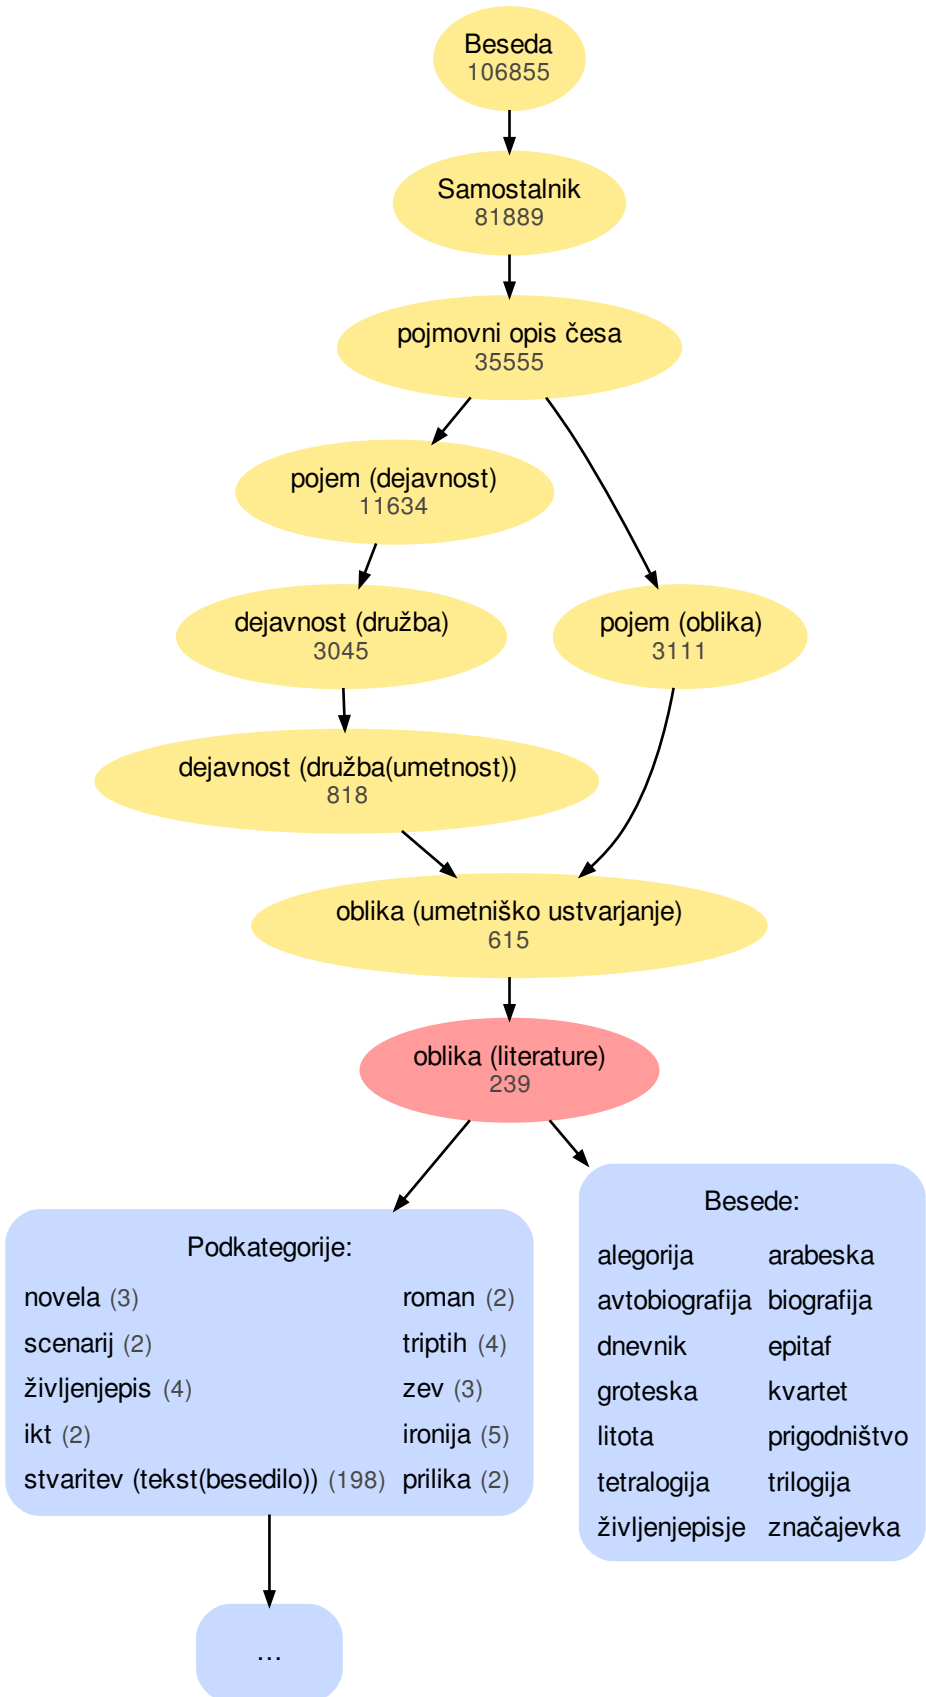 Beseda
106855
Samostalnik
81889
pojmovni opis česa
35555
pojem (dejavnost)
11634
dejavnost (družba)
3045
pojem (oblika)
3111
dejavnost (družba(umetnost))
818
oblika (umetniško ustvarjanje)
615
oblika (literature)
239
Podkategorije:
novela (3) roman (2)
scenarij (2) triptih (4)
življenjepis (4) zev (3)
ikt (2) ironija (5)
stvaritev (tekst(besedilo)) (198) prilika (2)
Besede:
alegorija arabeska
avtobiografija biografija
dnevnik epitaf
groteska kvartet
litota prigodništvo
tetralogija trilogija
življenjepisje značajevka
...